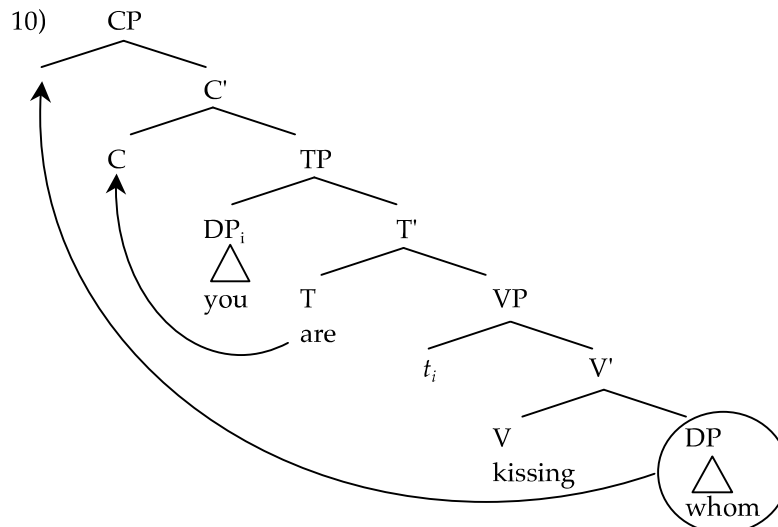 10) CP
C'
C TP
DPi T'
you T VP
are
ti V'
V DP
kissing
whom